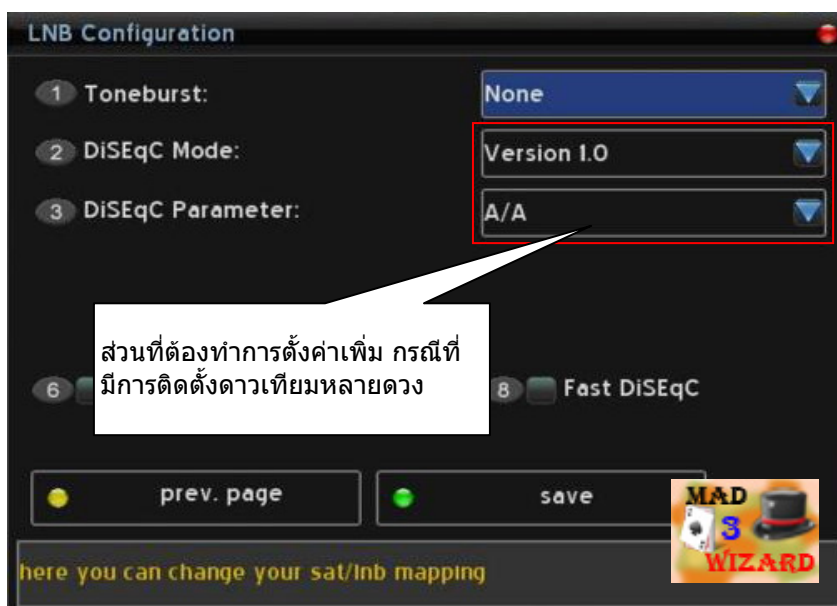 LNB Configuration
1 Toneburst: None
2 DiSEqC Mode: Version 1.0
3 DiSEqC Parameter: A/A
ส่วนที่ต้องทำการตั้งค่าเพิ่ม กรณีที่
มีการติดตั้งดาวเทียมหลายดวง
6
8 Fast DiSEqC
prev. page save
here you can change your sat/lnb mapping
MAD
3
WIZARD